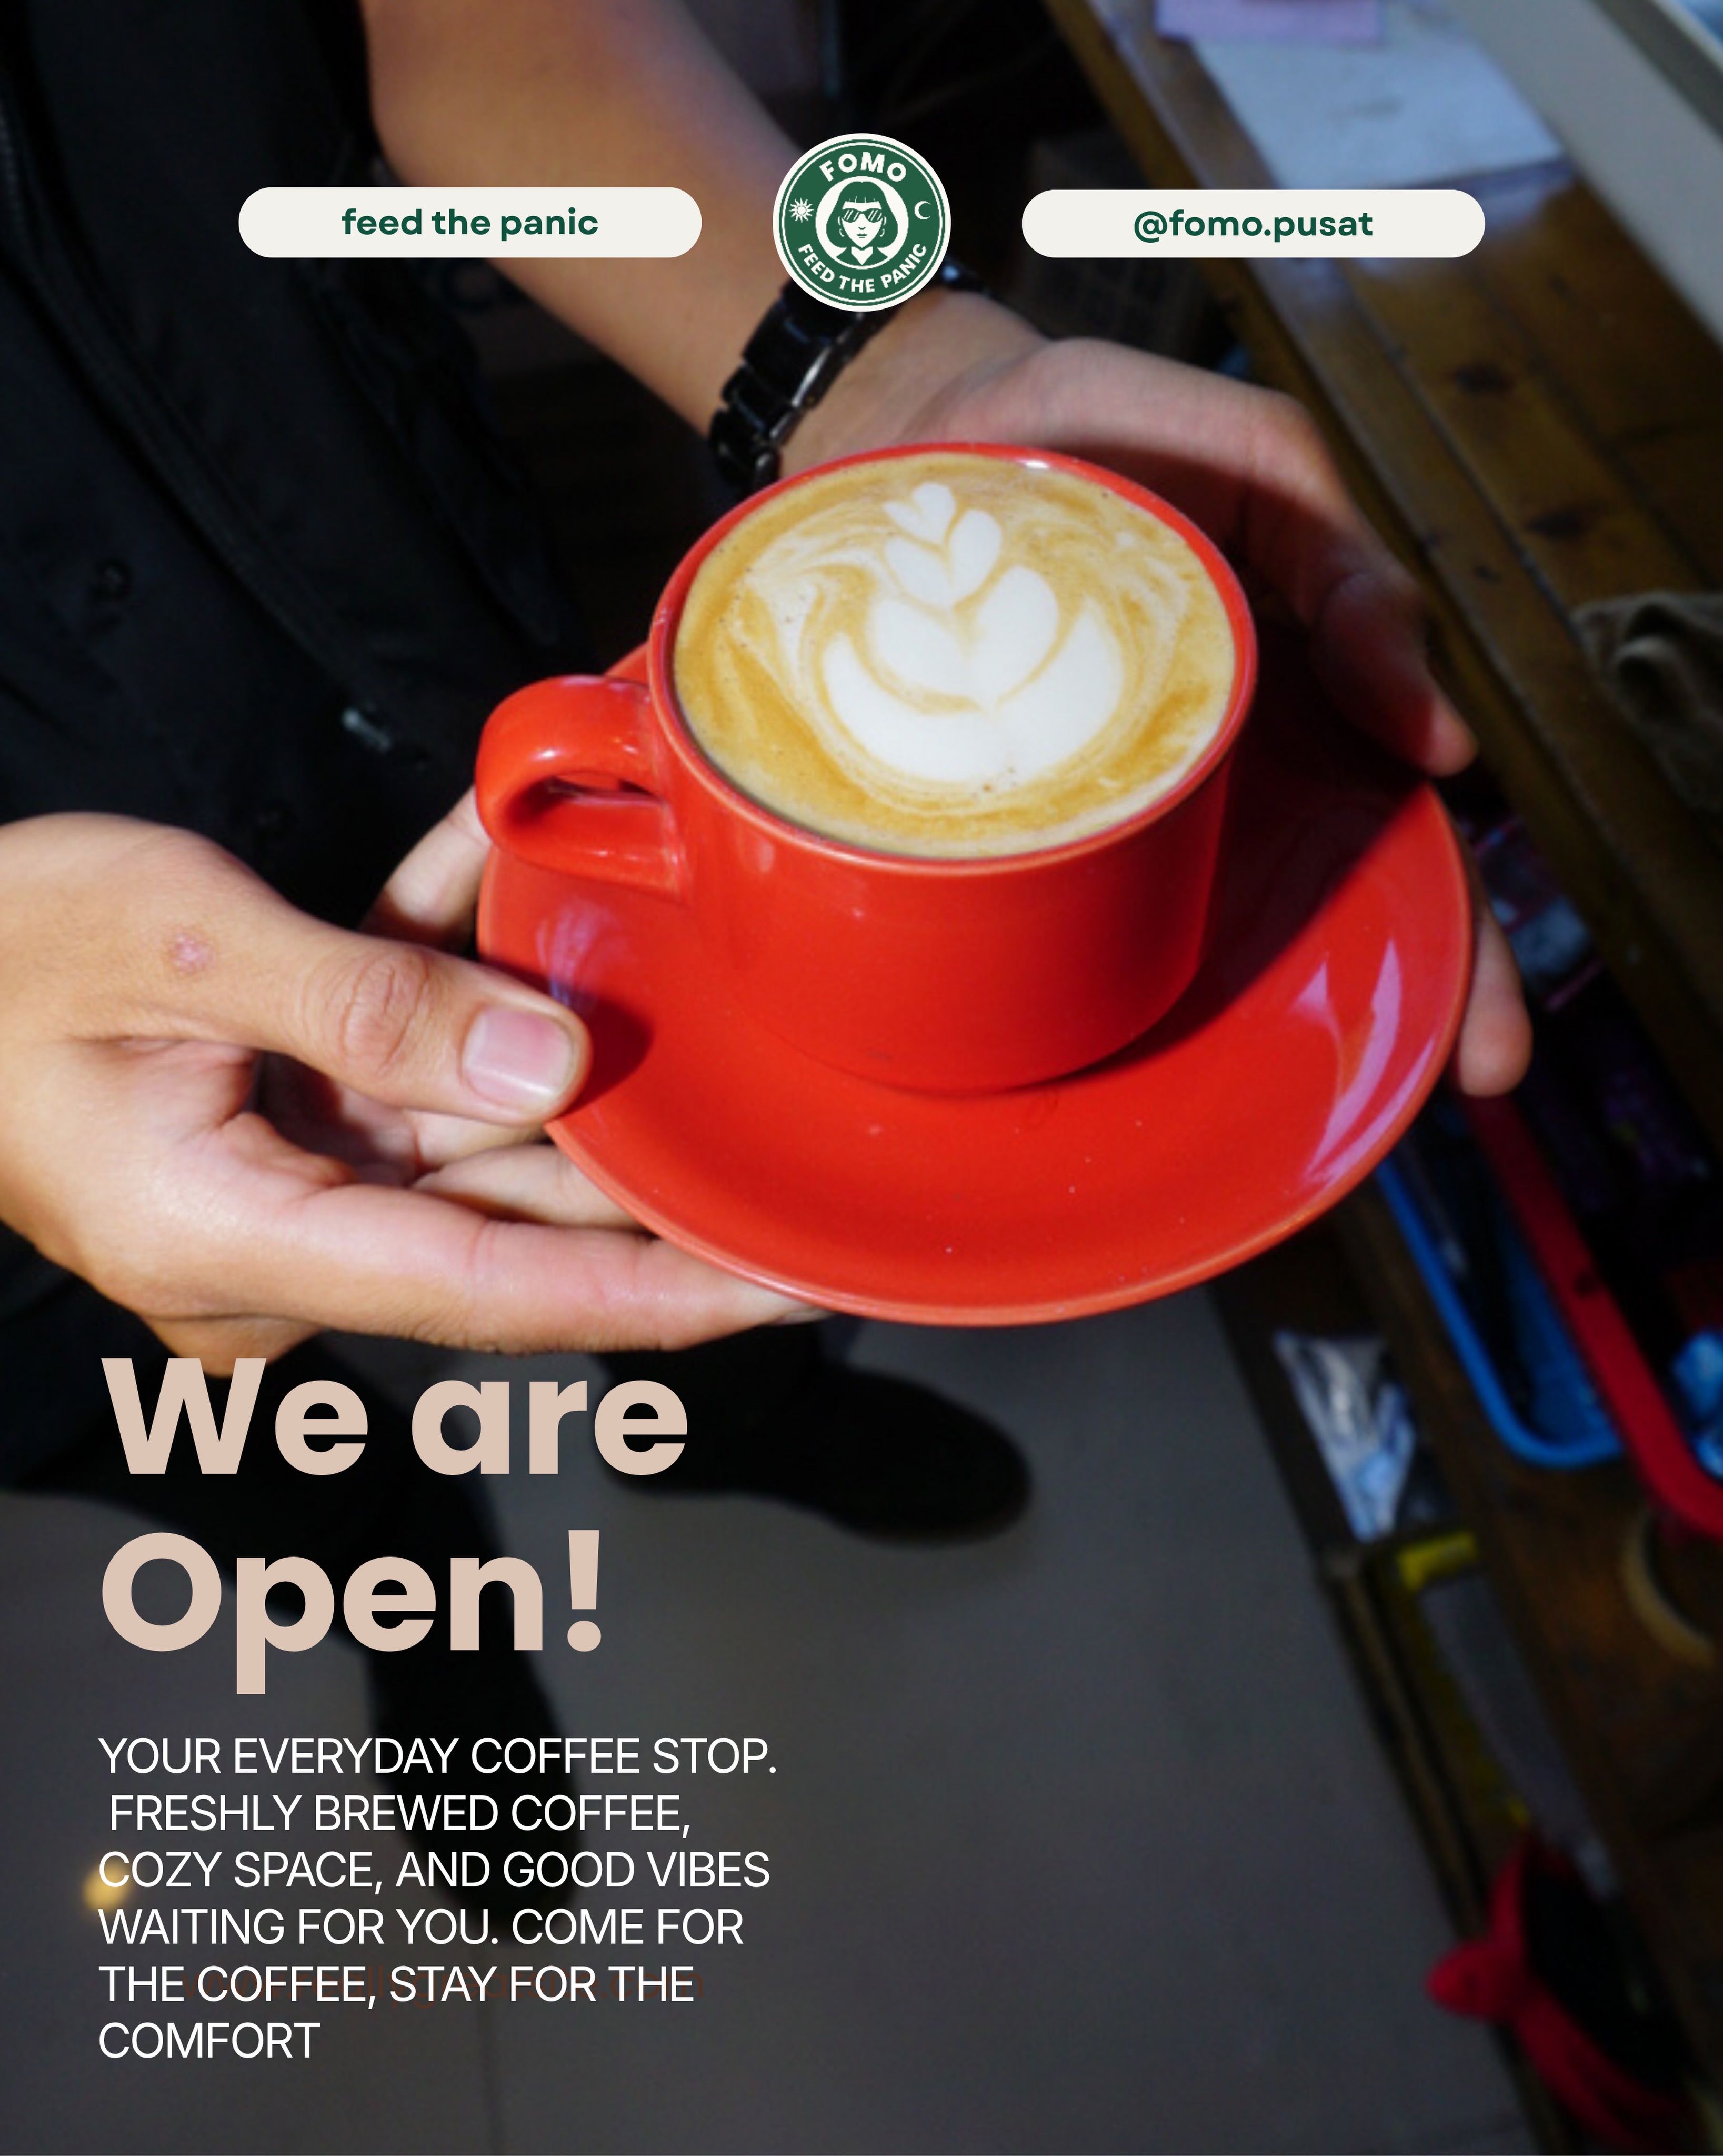 feed the panic
FOMO
FEED THE PANIC
@fomo.pusat
We are
Open!
YOUR EVERYDAY COFFEE STOP.
FRESHLY BREWED COFFEE,
COZY SPACE, AND GOOD VIBES
WAITING FOR YOU. COME FOR
THE COFFEE, STAY FOR THE
COMFORT